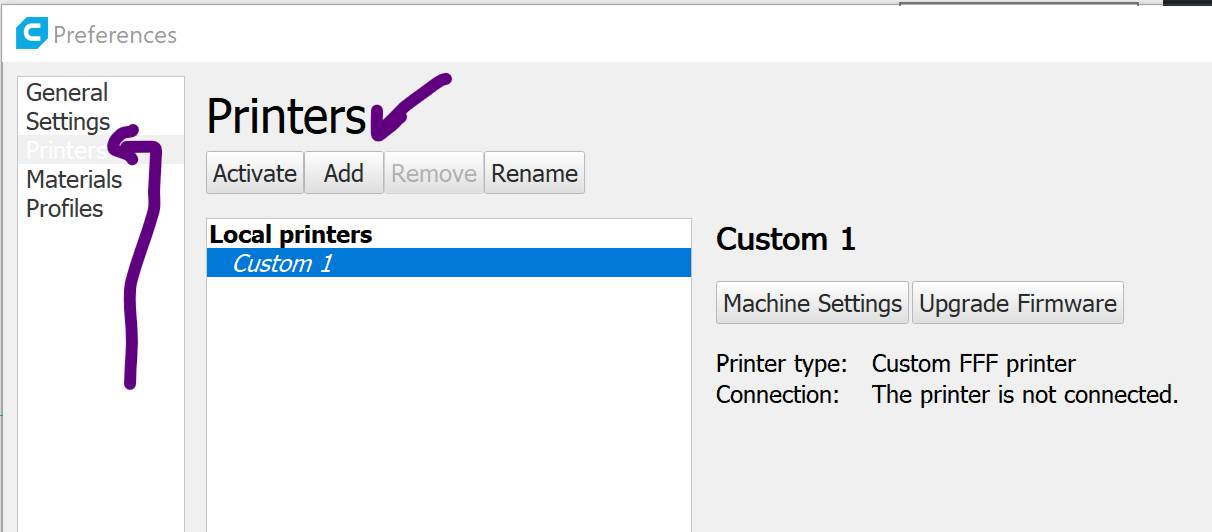 Preferences
General
Settings
Printers
Materials
Profiles
Printers
Activate Add Remove Rename
Local printers
Custom 1
Custom 1
Machine Settings Upgrade Firmware
Printer type: Custom FFF printer
Connection: The printer is not connected.